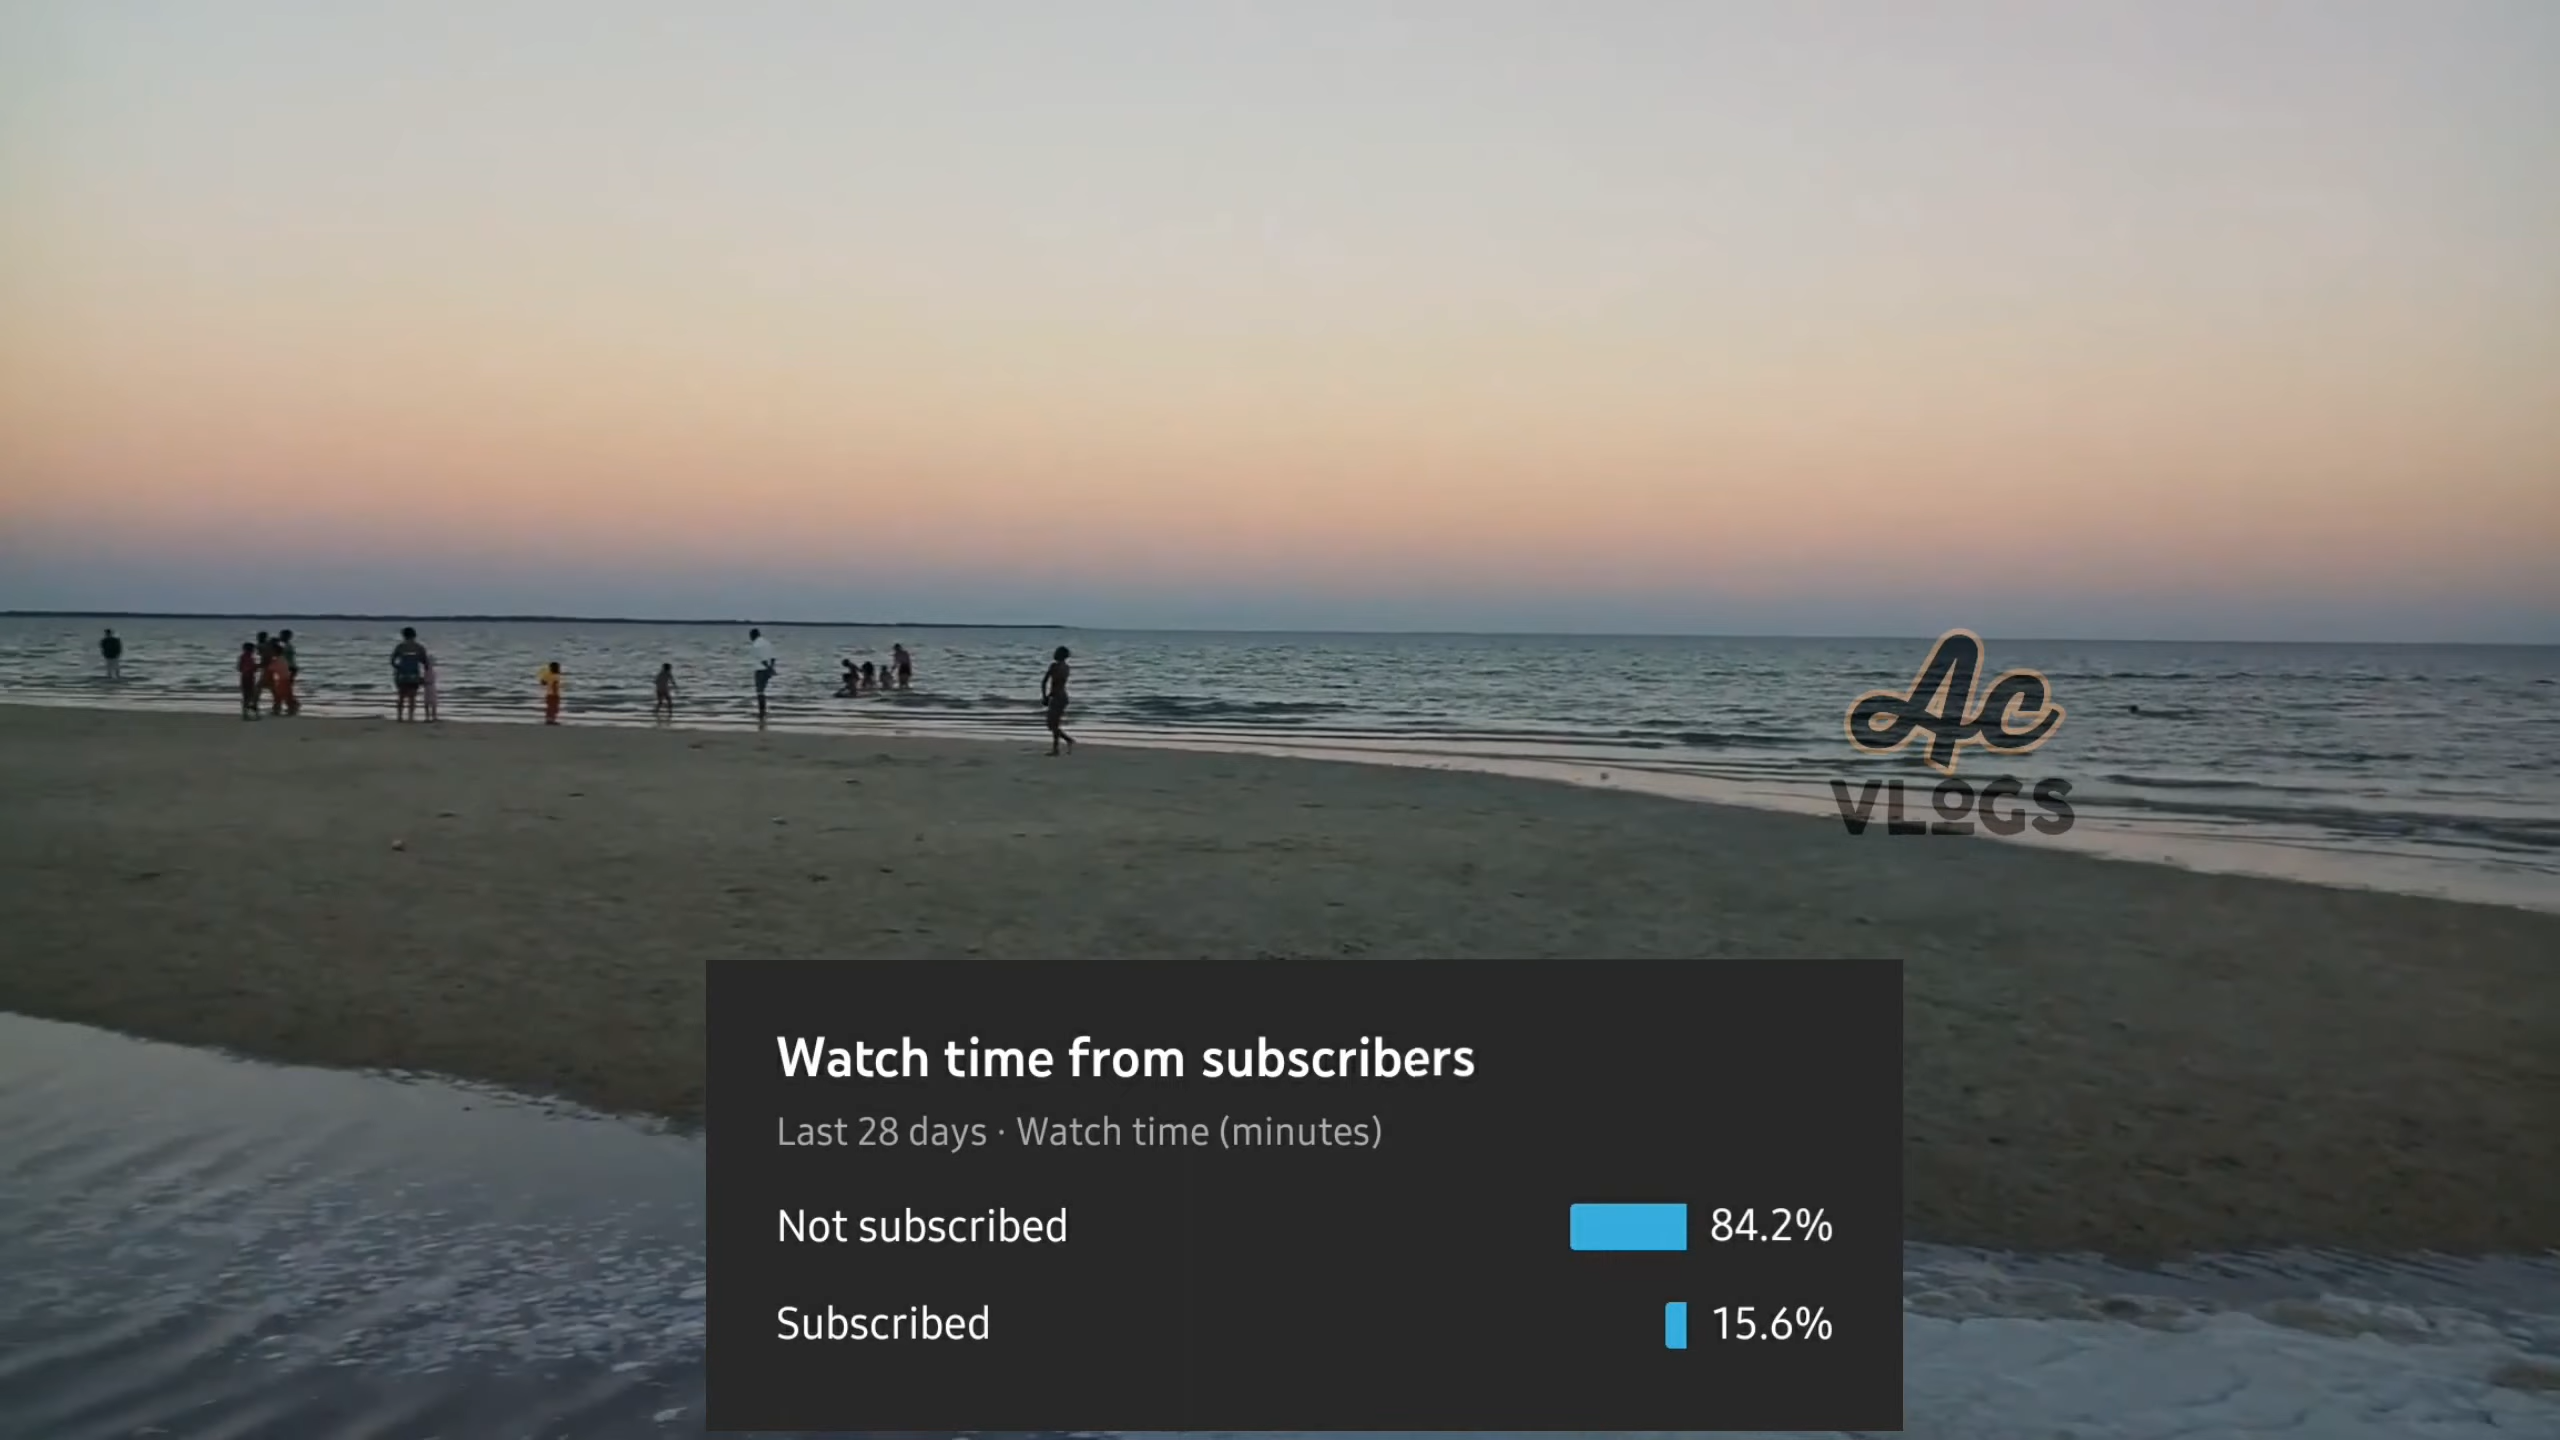 Ac
VLOGS
Watch time from subscribers
Last 28 days · Watch time (minutes)
Not subscribed 84.2%
Subscribed 15.6%